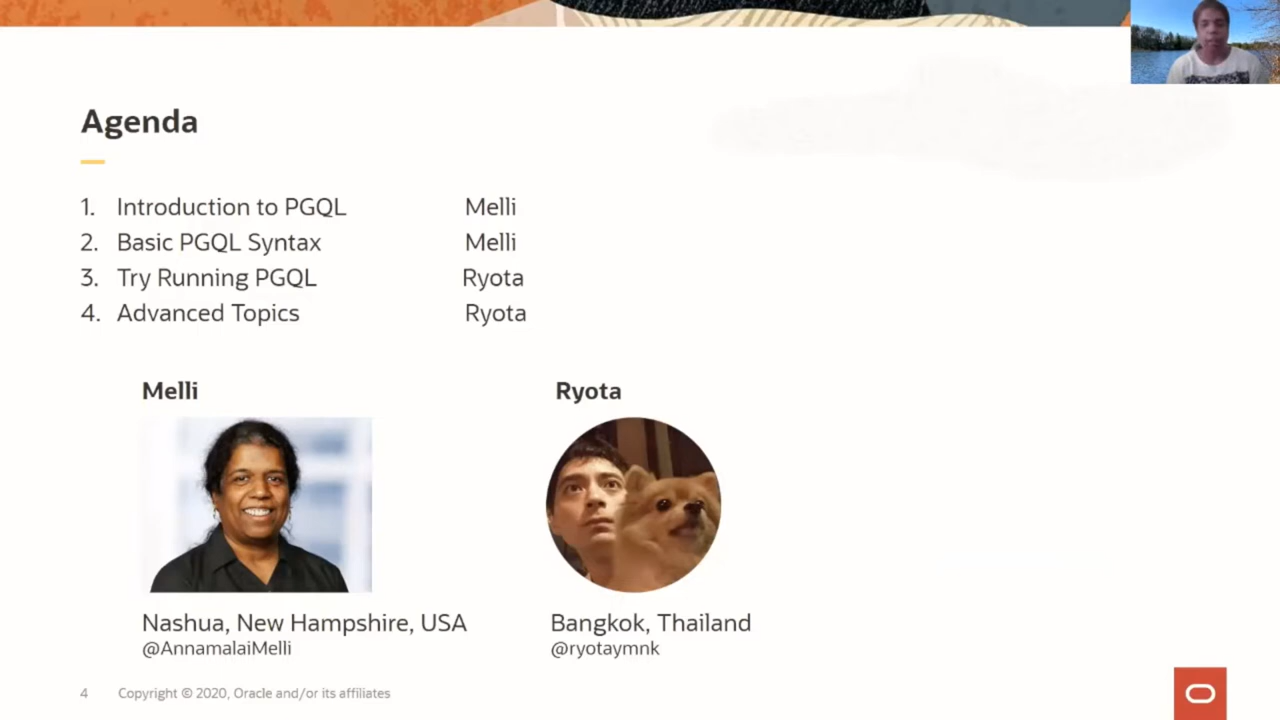 Agenda
1. Introduction to PGQL Melli
2. Basic PGQL Syntax Melli
3. Try Running PGQL Ryota
4. Advanced Topics Ryota
Melli Ryota
Nashua, New Hampshire, USA Bangkok, Thailand
@AnnamalaiMelli @ryotaymnk
4 Copyright © 2020, Oracle and/or its affiliates